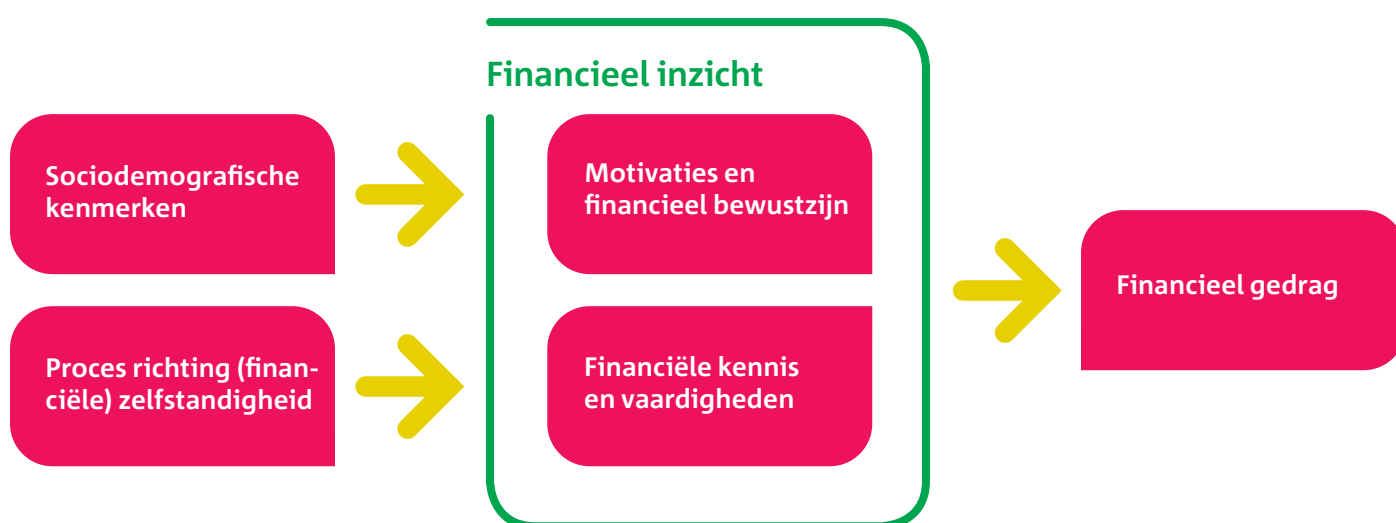 Financieel inzicht
Sociodemografische
kenmerken
Motivaties en
financieel bewustzijn
Financieel gedrag
Proces richting (finan-
ciële) zelfstandigheid
Financiële kennis
en vaardigheden